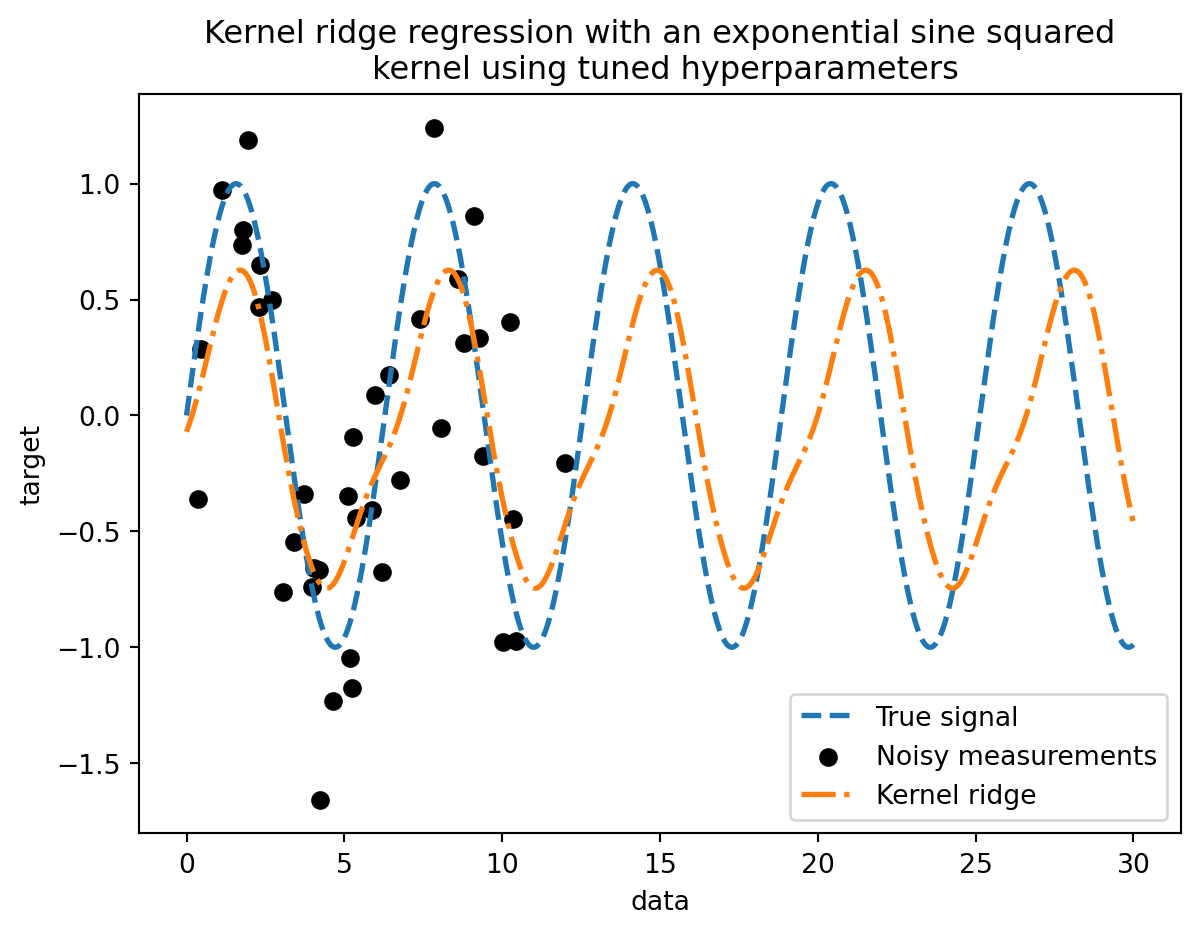 Kernel ridge regression with an exponential sine squared
kernel using tuned hyperparameters
target
1.0
0.5
0.0
−0.5
−1.0
−1.5
True signal
Noisy measurements
Kernel ridge
0 5 10 15 20 25 30
data